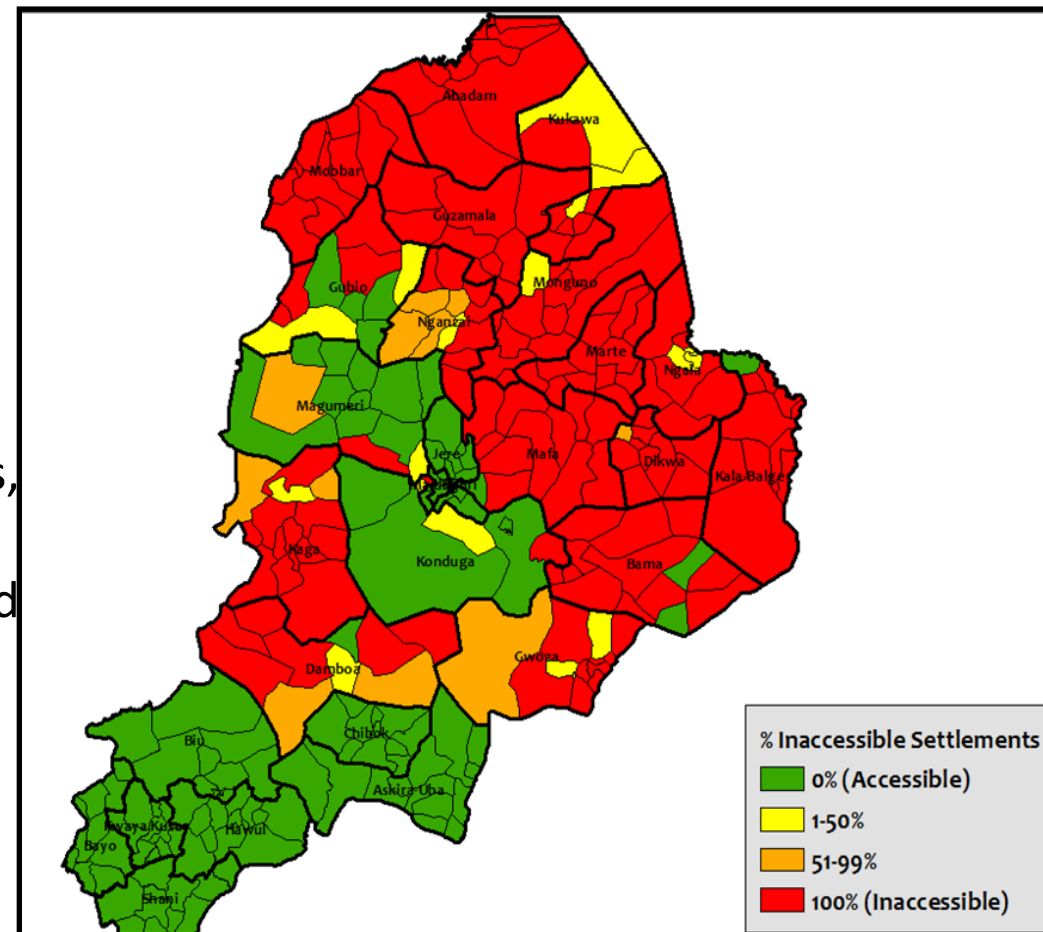 Abadam
Kukawa
Mobbar
Guzamala
Gubio
Monguno
Nganzai
Marte
Ngala
Magumeri
Jere
Mafa
Dikwa
Kala Balge
s,
Kaga
Konduga
Bama
d
Gwoza
Damboa
Chibok
Biu
Askira-Uba
Kwaya Kusar
Hawul
Bayo
Shani
% Inaccessible Settlements
0% (Accessible)
1-50%
51-99%
100% (Inaccessible)